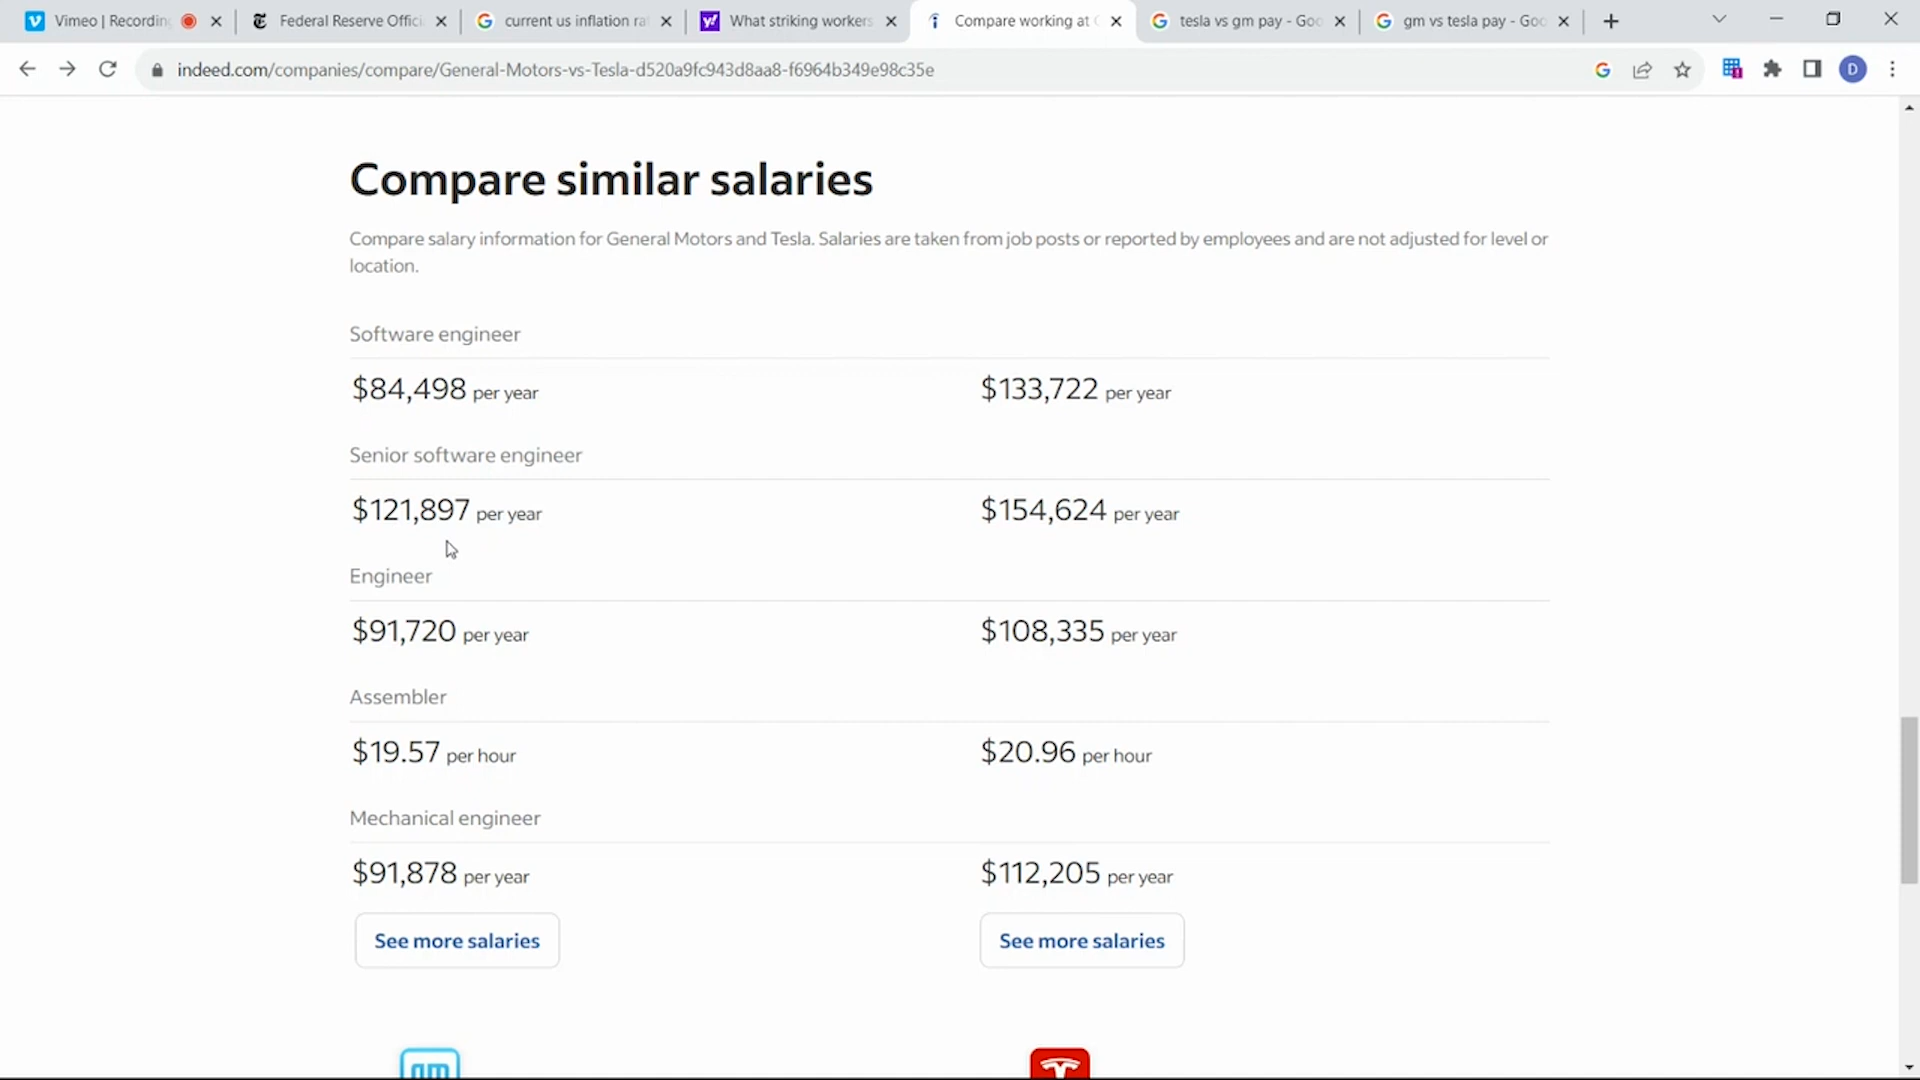 Vimeo | Recording
Federal Reserve Offici
current us inflation ra
What striking workers
Compare working at
tesla vs gm pay - Goo
gm vs tesla pay - Goo
indeed.com/companies/compare/General-Motors-vs-Tesla-d520a9fc943d8aa8-f6964b349e98c35e
D
Compare similar salaries
Compare salary information for General Motors and Tesla. Salaries are taken from job posts or reported by employees and are not adjusted for level or
location.
Software engineer
$84,498 per year
$133,722 per year
Senior software engineer
$121,897 per year
$154,624 per year
Engineer
$91,720 per year
$108,335 per year
Assembler
$19.57 per hour
$20.96 per hour
Mechanical engineer
$91,878 per year
$112,205 per year
See more salaries
See more salaries
gm